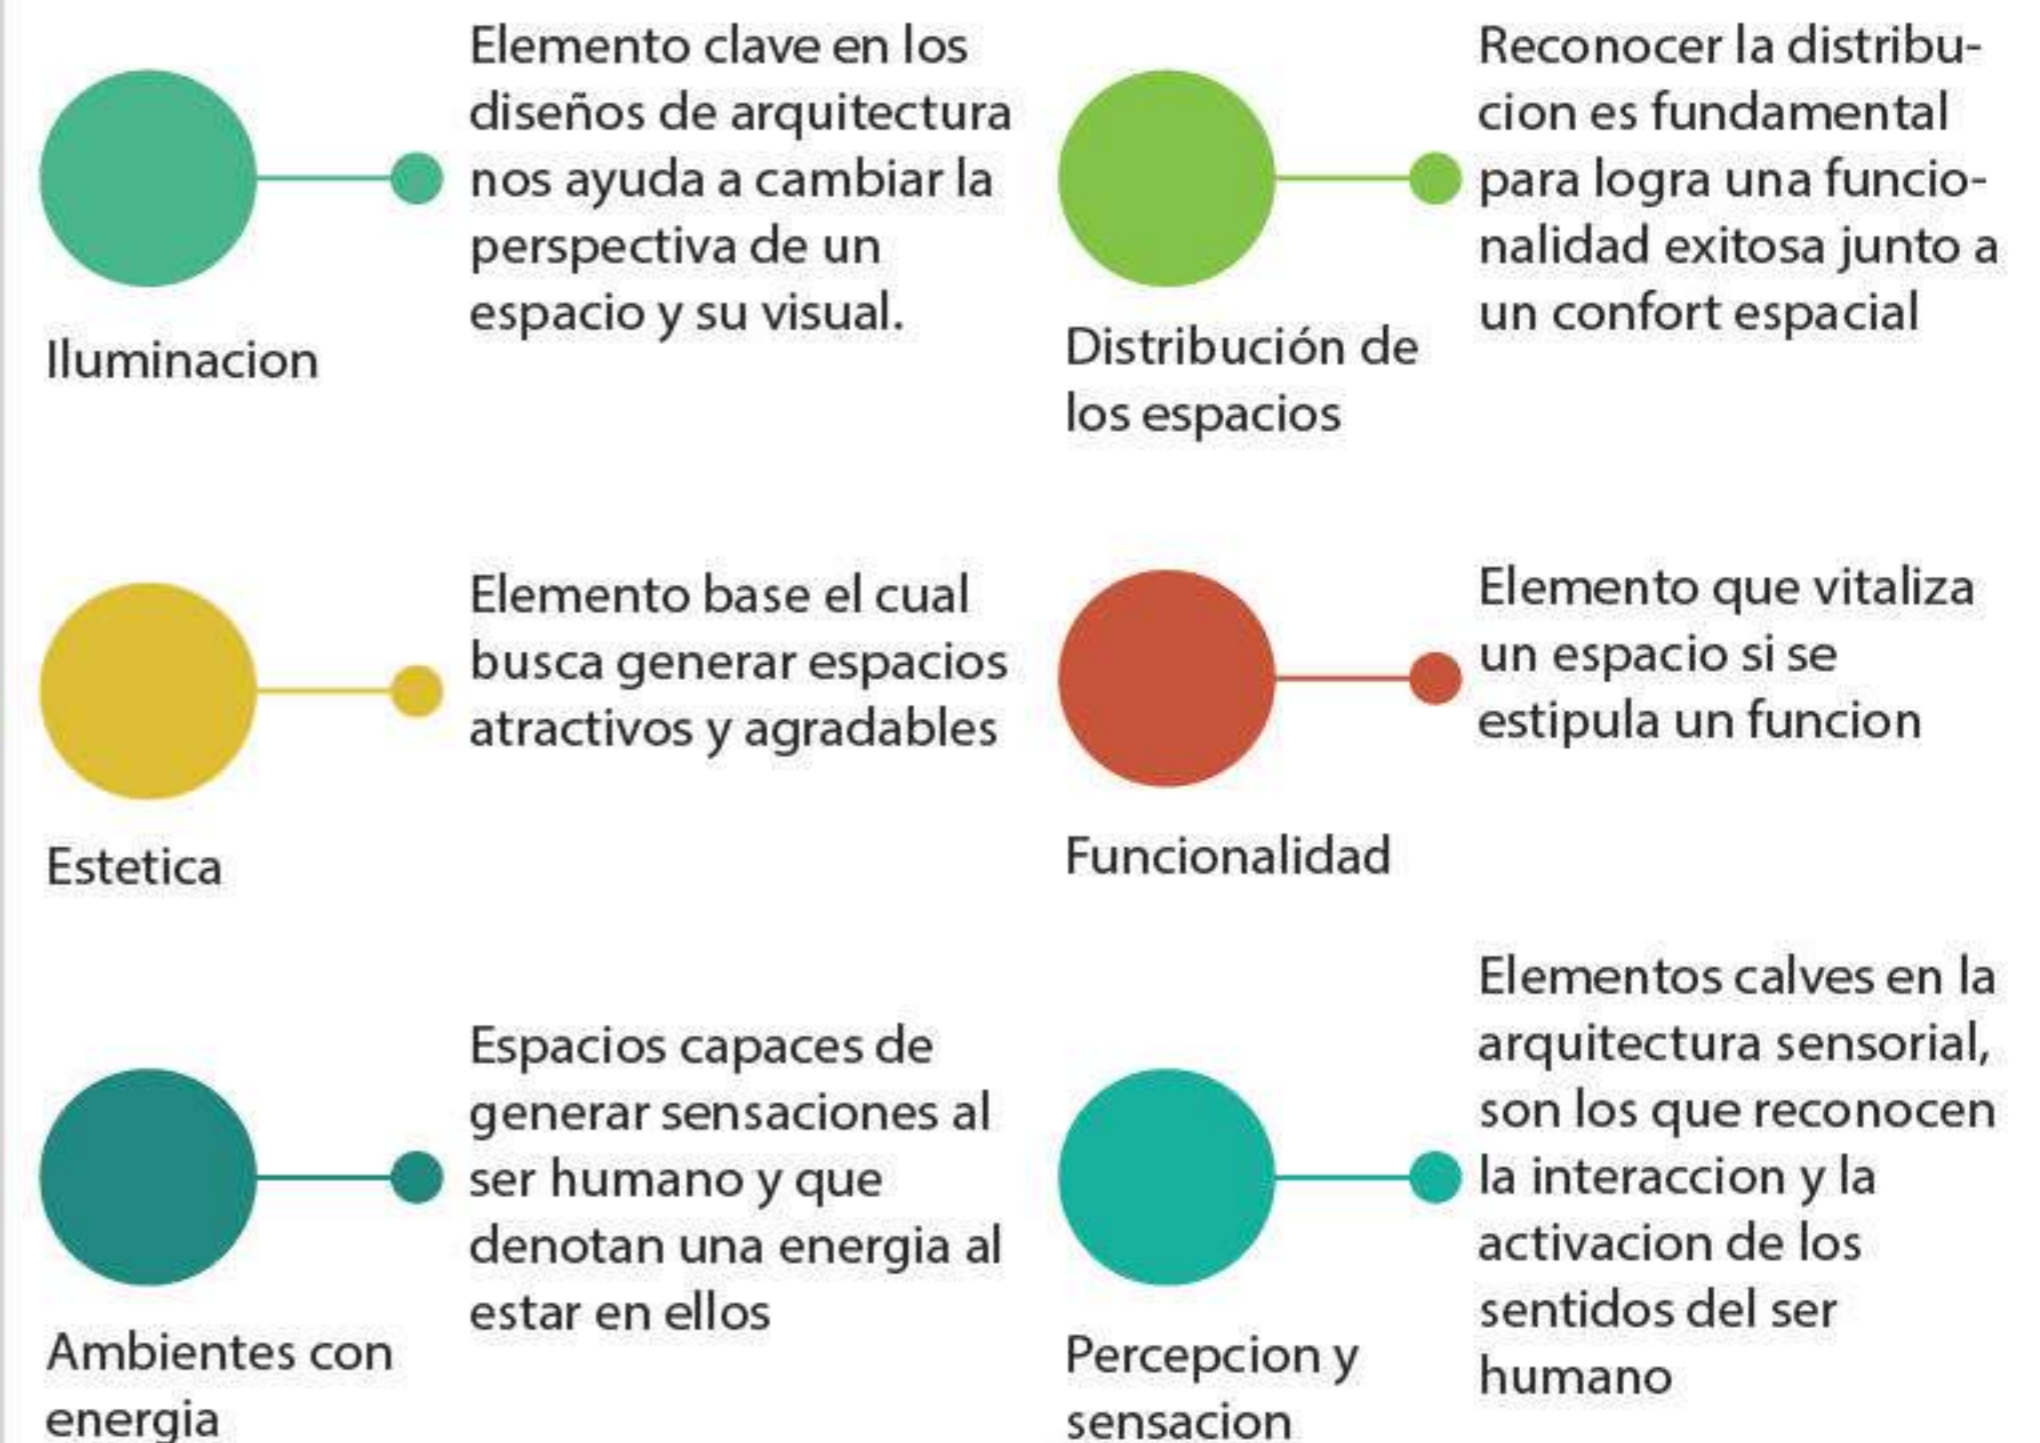 Elemento clave en los
diseños de arquitectura
nos ayuda a cambiar la
perspectiva de un
espacio y su visual.
Iluminacion
Reconocer la distribu-
cion es fundamental
para logra una funcio-
nalidad exitosa junto a
un confort espacial
Distribución de
los espacios
Elemento base el cual
busca generar espacios
atractivos y agradables
Estetica
Elemento que vitaliza
un espacio si se
estipula un funcion
Funcionalidad
Espacios capaces de
generar sensaciones al
ser humano y que
denotan una energia al
estar en ellos
Ambientes con
energia
Elementos calves en la
arquitectura sensorial,
son los que reconocen
la interaccion y la
activacion de los
sentidos del ser
humano
Percepcion y
sensacion